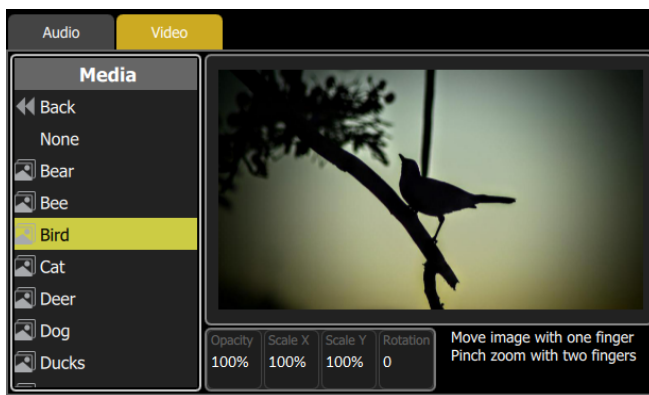 Audio
Video
Media
Back
None
Bear
Bee
Bird
Cat
Deer
Dog
Ducks
Opacity
100%
Scale X
100%
Scale Y
100%
Rotation
0
Move image with one finger
Pinch zoom with two fingers